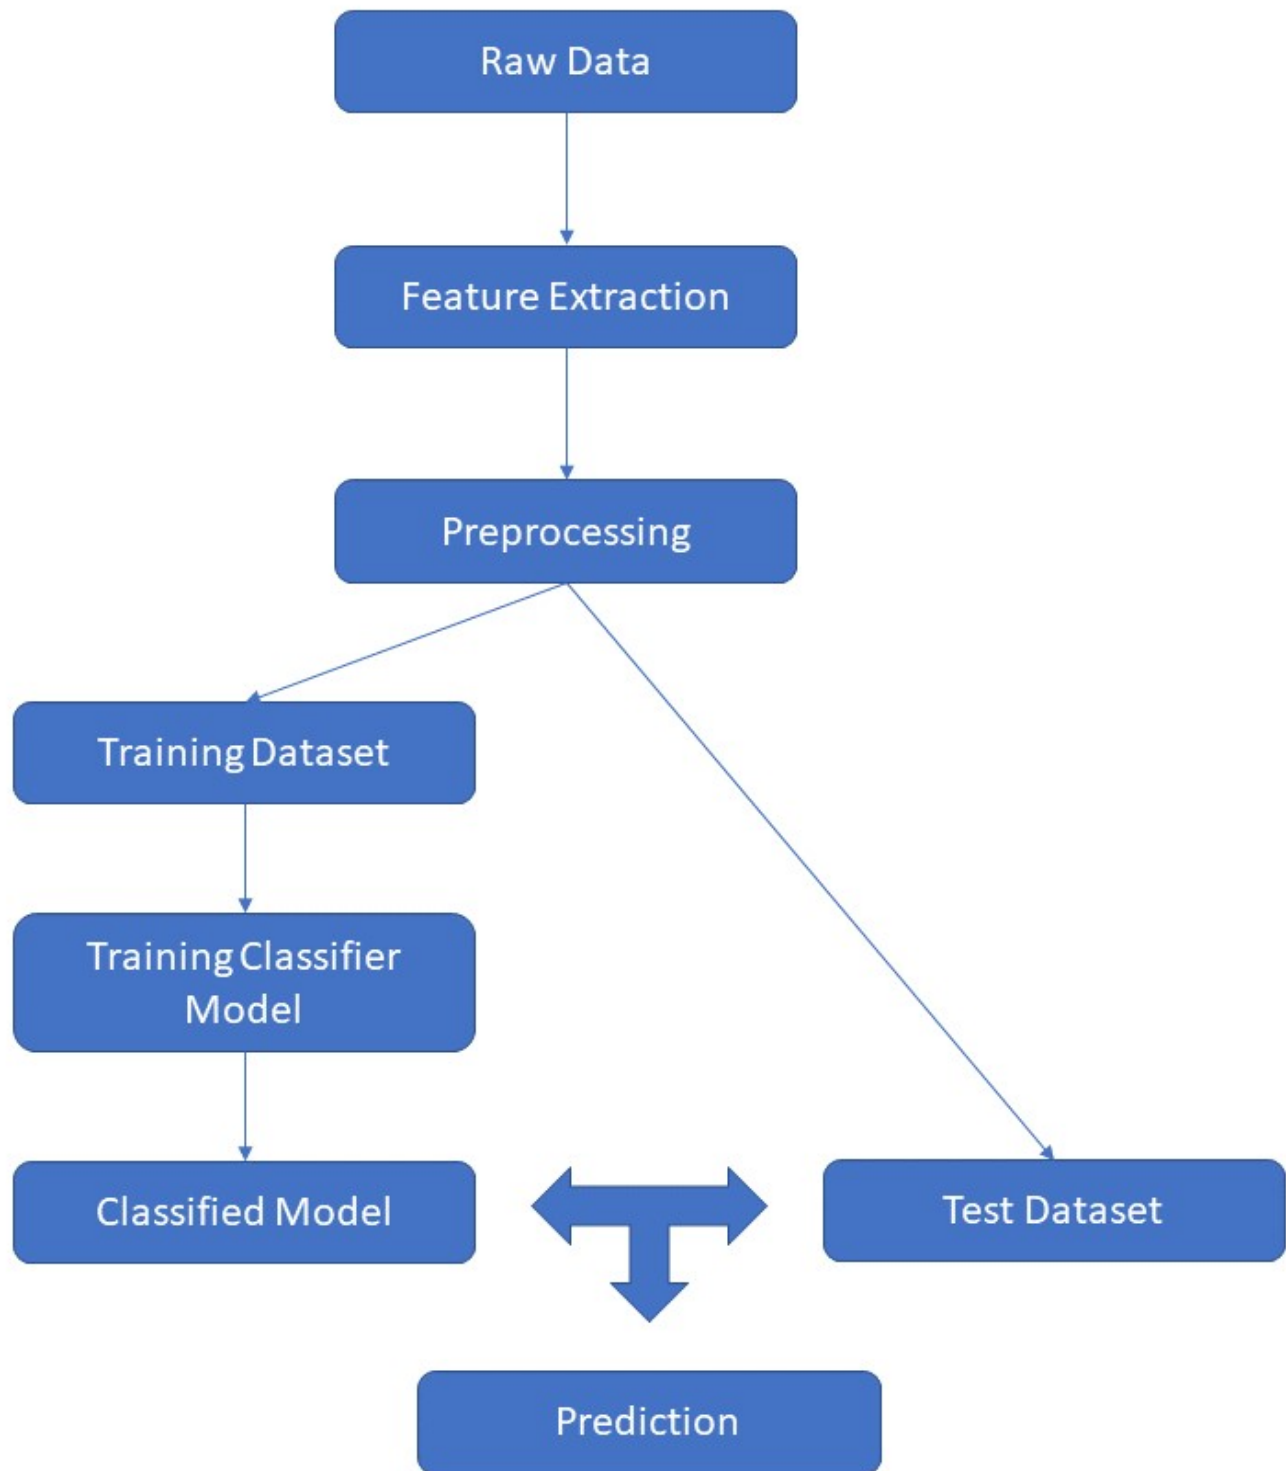 Raw Data
Feature Extraction
Preprocessing
Training Dataset
Training Classifier
Model
Classified Model
Test Dataset
Prediction